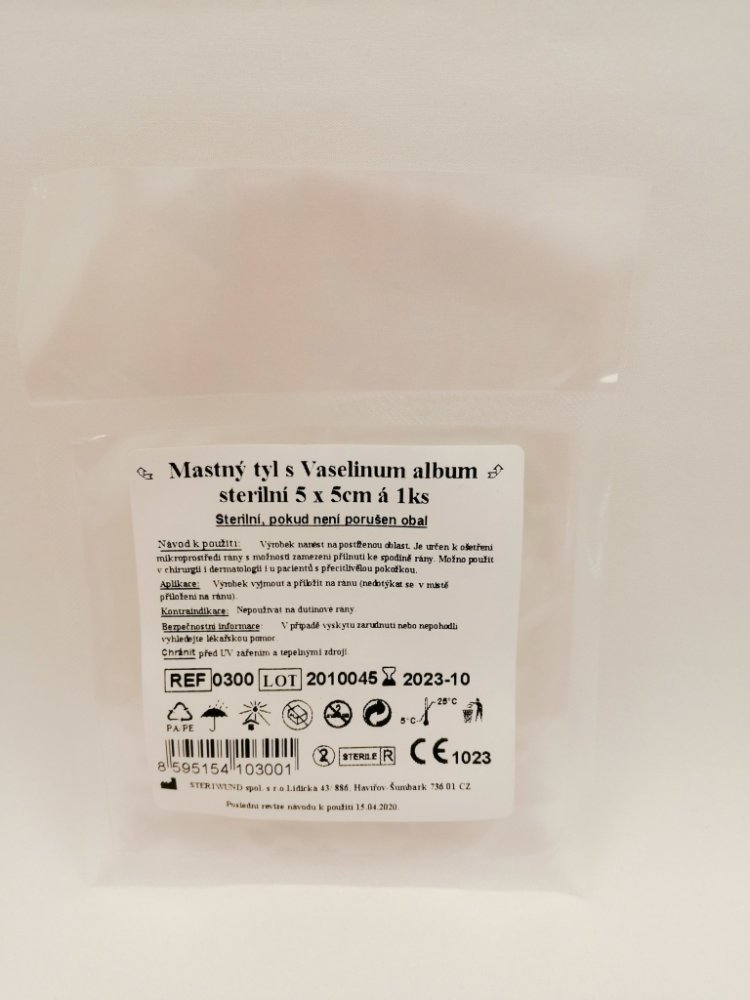 Mastný tyl s Vaselinum album
sterilní 5 x 5cm á 1ks
Sterilní, pokud není porušen obal
Návod k použití: Výrobek nanést na postiženou oblast. Je určen k ošetření
mikroprostředí rány s možností zamezení přilnutí ke spodině rány. Možno použít
v chirurgii i dermatologii i u pacientů s přecitlivělou pokožkou.
Aplikace: Výrobek vyjmout a přiložit na ránu (nedotýkat se v místě
přiložení na ránu).
Kontraindikace: Nepoužívat na dutinové rány.
Bezpečnostní informace: V případě výskytu zarudnutí nebo nepohodlí
vyhledejte lékařskou pomoc
Chránit před UV zářením a tepelnými zdroji.
REF 0300 LOT 2010045 2023-10
PA/PE 5°C 25°C
8 595154 103001 2 STERILE R CE 1023
STERIWUND spol. s r.o. Lidická 43/ 886, Havířov-Šumbark 736 01 CZ
Poslední revize návodu k použití 15.04.2020.